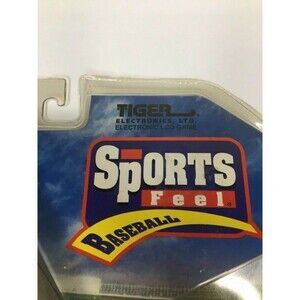 TIGER
ELECTRONICS, LTD.
ELECTRONIC LCD GAME
SPORTS
Feel
BASEBALL